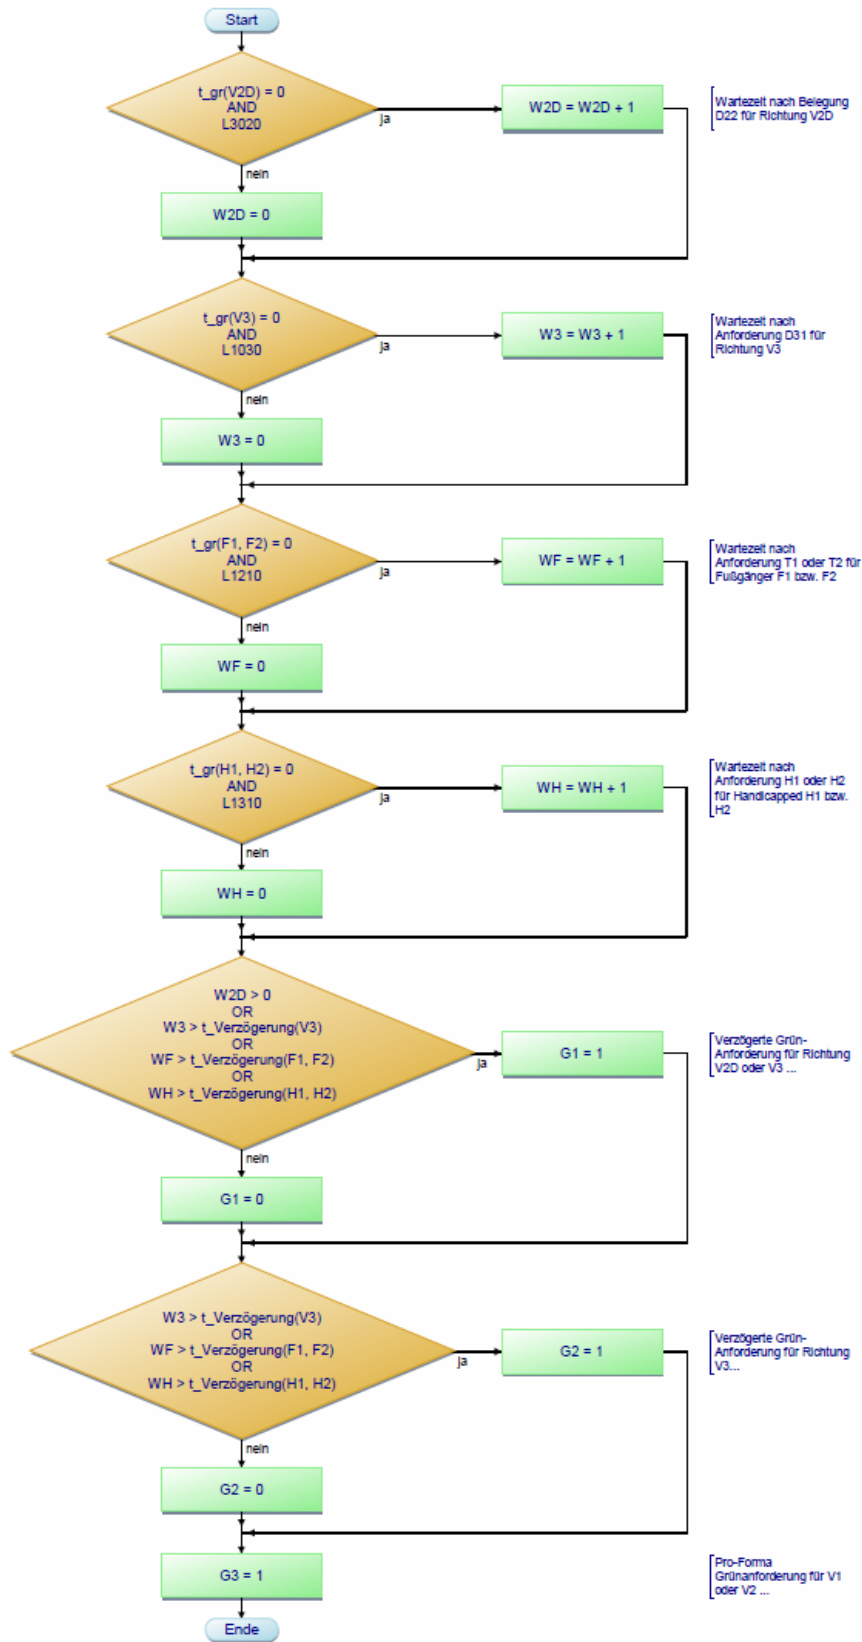 Start
t_gr(V2D) = 0
AND
L3020
ja
W2D = W2D + 1
Wartezeit nach Belegung
D22 für Richtung V2D
nein
W2D = 0
t_gr(V3) = 0
AND
L1030
ja
W3 = W3 + 1
Wartezeit nach
Anforderung D31 für
Richtung V3
nein
W3 = 0
t_gr(F1, F2) = 0
AND
L1210
ja
WF = WF + 1
Wartezeit nach
Anforderung T1 oder T2 für
Fußgänger F1 bzw. F2
nein
WF = 0
t_gr(H1, H2) = 0
AND
L1310
ja
WH = WH + 1
Wartezeit nach
Anforderung H1 oder H2
für Handicapped H1 bzw.
H2
nein
WH = 0
W2D > 0
OR
W3 > t_Verzögerung(V3)
OR
WF > t_Verzögerung(F1, F2)
OR
WH > t_Verzögerung(H1, H2)
ja
G1 = 1
Verzögerte Grün-
Anforderung für Richtung
V2D oder V3 ...
nein
G1 = 0
W3 > t_Verzögerung(V3)
OR
WF > t_Verzögerung(F1, F2)
OR
WH > t_Verzögerung(H1, H2)
ja
G2 = 1
Verzögerte Grün-
Anforderung für Richtung
V3...
nein
G2 = 0
G3 = 1
Pro-Forma
Grünanforderung für V1
oder V2 ...
Ende